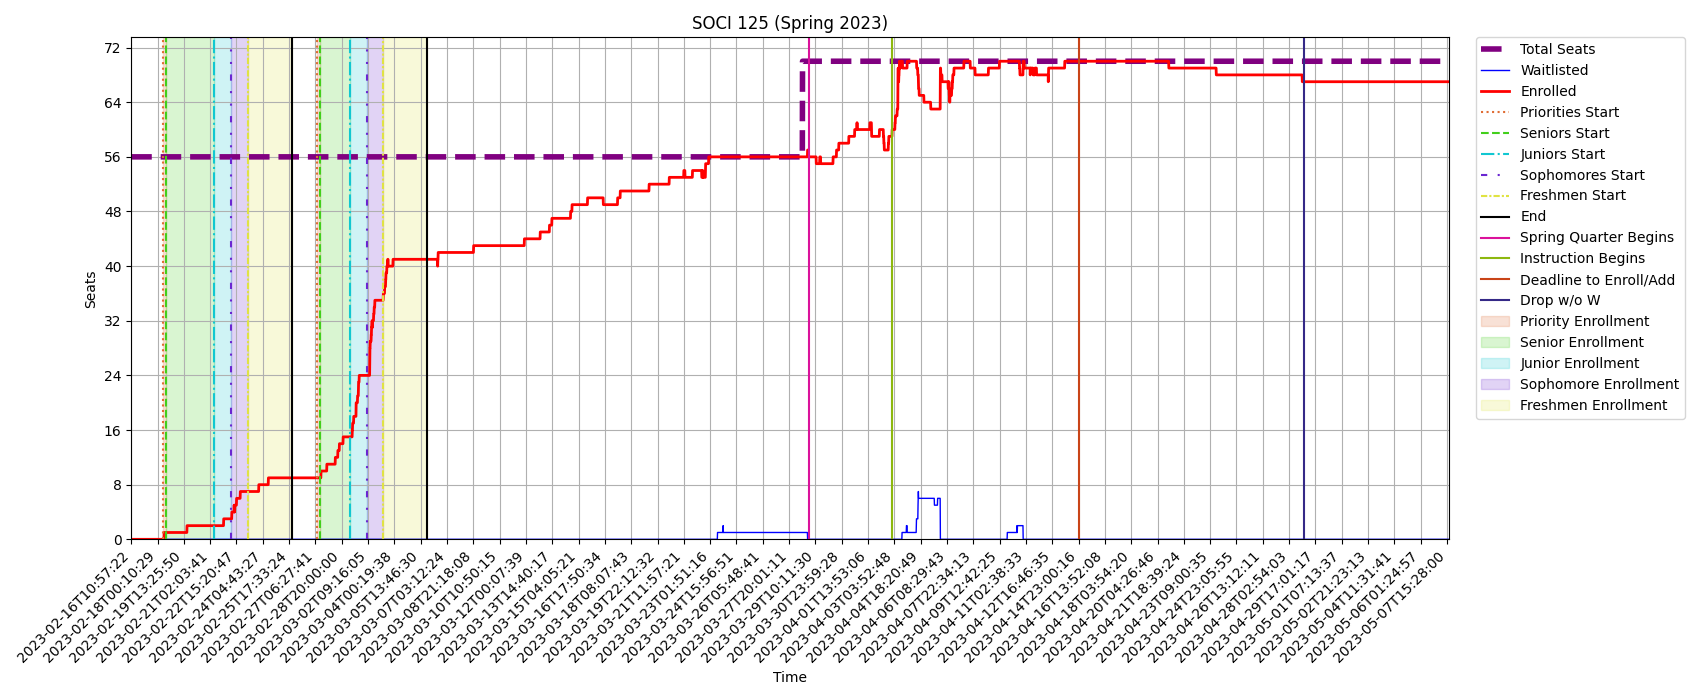 SOCI 125 (Spring 2023)
72
64
56
48
40
32
24
16
8
0
Seats
2023-02-16T10:57:22
2023-02-18T00:10:29
2023-02-19T13:25:50
2023-02-21T02:03:41
2023-02-22T15:20:47
2023-02-24T04:43:27
2023-02-25T17:33:24
2023-02-27T06:27:41
2023-02-28T20:00:00
2023-03-02T09:16:05
2023-03-04T00:19:38
2023-03-05T13:46:30
2023-03-07T03:12:24
2023-03-08T21:18:08
2023-03-10T10:50:15
2023-03-12T00:07:39
2023-03-13T14:40:17
2023-03-15T04:05:21
2023-03-16T17:50:34
2023-03-18T08:07:43
2023-03-19T22:12:32
2023-03-21T11:57:21
2023-03-23T01:51:16
2023-03-24T15:56:51
2023-03-26T05:48:41
2023-03-27T20:01:11
2023-03-29T10:11:30
2023-03-30T23:59:28
2023-04-01T13:53:06
2023-04-03T03:52:48
2023-04-04T18:20:49
2023-04-06T08:29:43
2023-04-07T22:34:13
2023-04-09T12:42:25
2023-04-11T02:38:33
2023-04-12T16:46:35
2023-04-14T23:00:16
2023-04-16T13:52:08
2023-04-18T03:54:20
2023-04-20T04:26:46
2023-04-21T18:39:24
2023-04-23T09:00:35
2023-04-24T23:05:55
2023-04-26T13:12:11
2023-04-28T02:54:03
2023-04-29T17:01:17
2023-05-01T07:13:37
2023-05-02T21:23:13
2023-05-04T11:31:41
2023-05-06T01:24:57
2023-05-07T15:28:00
Time
Total Seats
Waitlisted
Enrolled
Priorities Start
Seniors Start
Juniors Start
Sophomores Start
Freshmen Start
End
Spring Quarter Begins
Instruction Begins
Deadline to Enroll/Add
Drop w/o W
Priority Enrollment
Senior Enrollment
Junior Enrollment
Sophomore Enrollment
Freshmen Enrollment